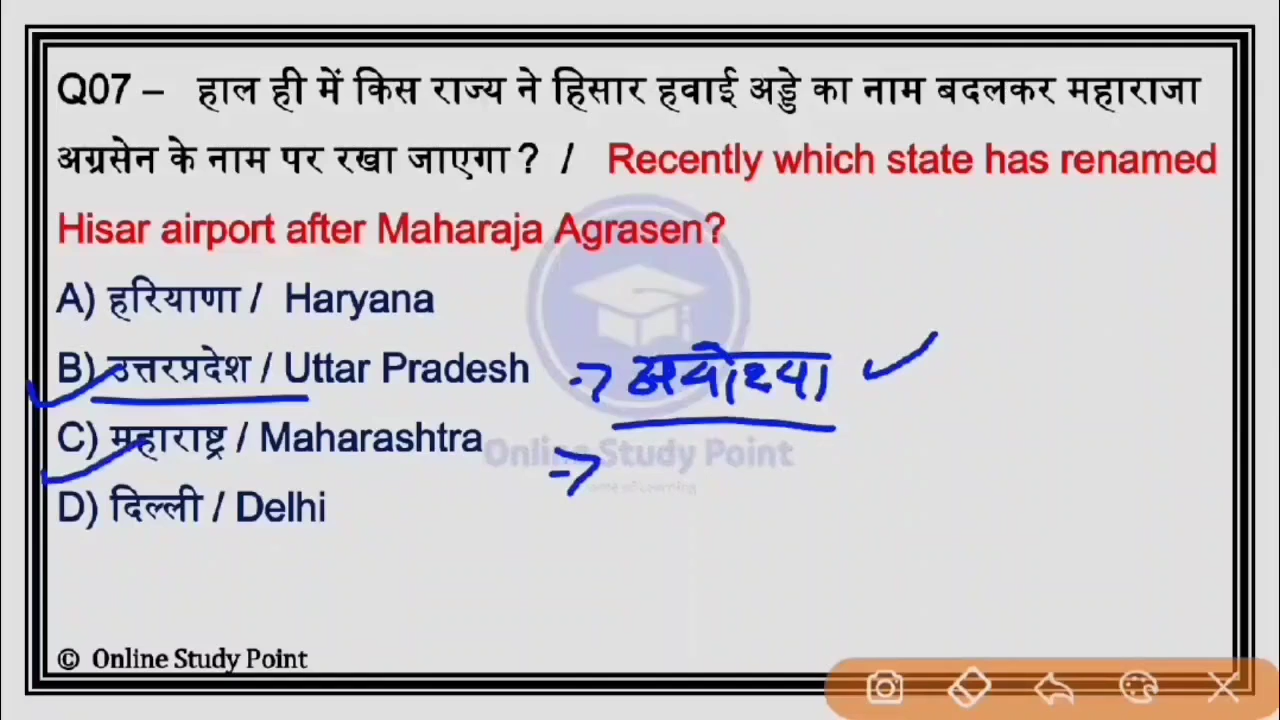 Q07 – हाल ही में किस राज्य ने हिसार हवाई अड्डे का नाम बदलकर महाराजा
अग्रसेन के नाम पर रखा जाएगा ? / Recently which state has renamed
Hisar airport after Maharaja Agrasen?
A) हरियाणा / Haryana
B) उत्तरप्रदेश / Uttar Pradesh -> अयोध्या
C) महाराष्ट्र / Maharashtra ->
Online Study Point
D) दिल्ली / Delhi
© Online Study Point